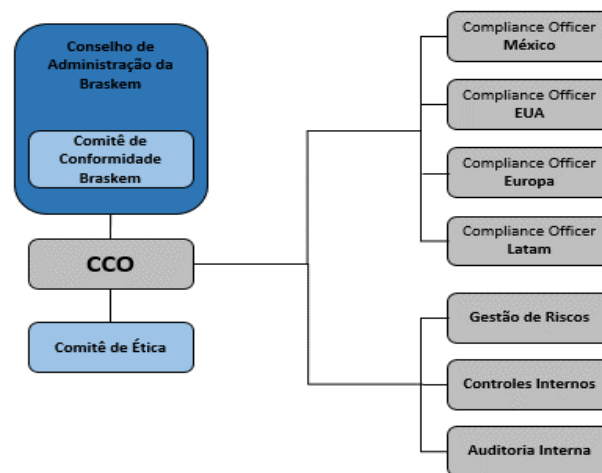 Conselho de
Administração da
Braskem
Comitê de
Conformidade
Braskem
CCO
Comitê de Ética
Compliance Officer
México
Compliance Officer
EUA
Compliance Officer
Europa
Compliance Officer
Latam
Gestão de Riscos
Controles Internos
Auditoria Interna